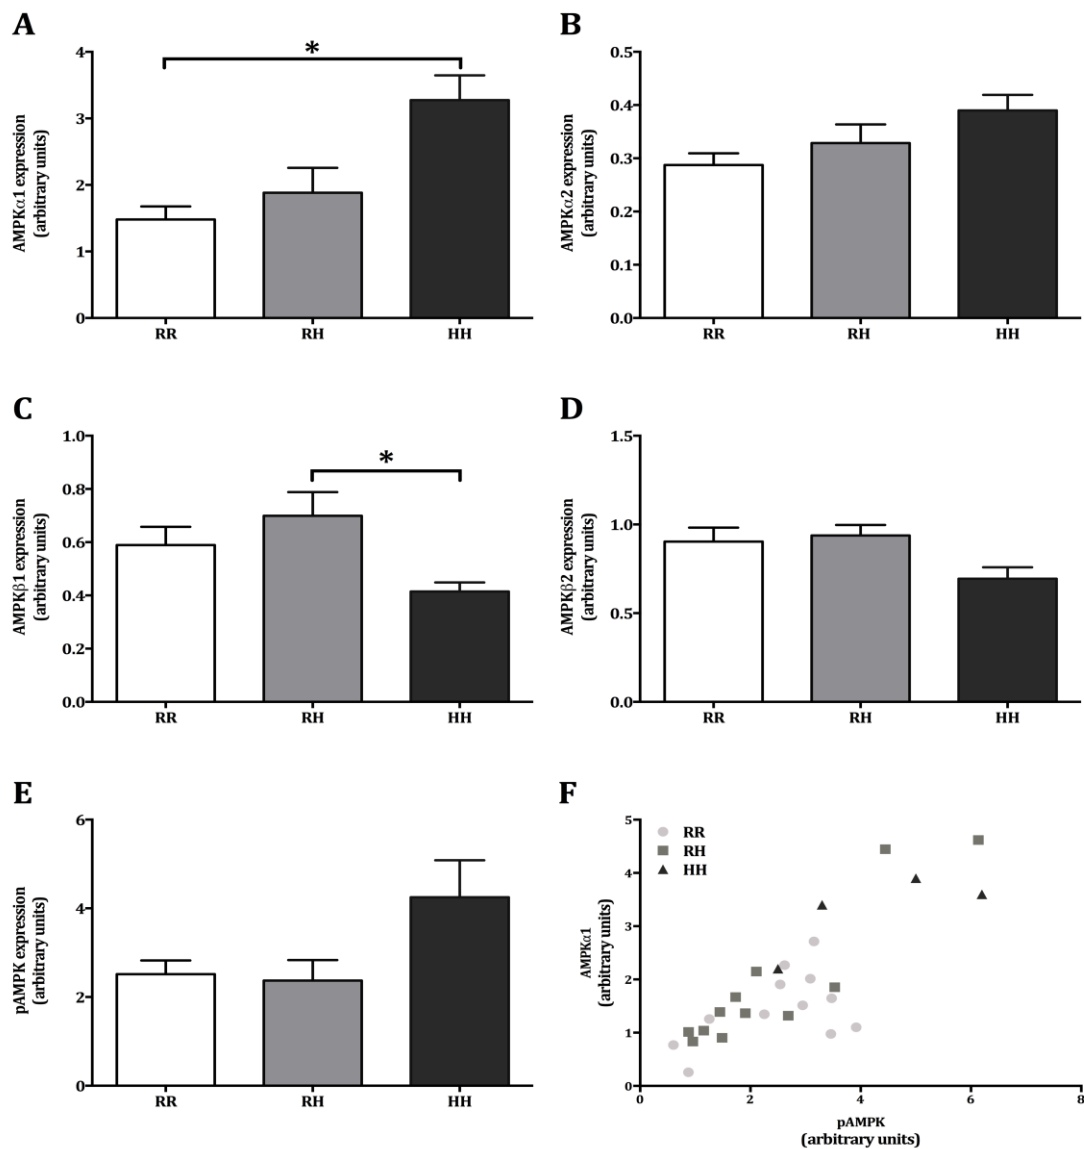 A
AMPKα1 expression
(arbitrary units)
4
3
2
1
0
*
RR RH HH
B
AMPKα2 expression
(arbitrary units)
0.5
0.4
0.3
0.2
0.1
0.0
RR RH HH
C
AMPKβ1 expression
(arbitrary units)
1.0
0.8
0.6
0.4
0.2
0.0
*
RR RH HH
D
AMPKβ2 expression
(arbitrary units)
1.5
1.0
0.5
0.0
RR RH HH
E
pAMPK expression
(arbitrary units)
6
4
2
0
RR RH HH
F
AMPKα1
(arbitrary units)
5
4
3
2
1
0
RR
RH
HH
0 2 4 6 8
pAMPK
(arbitrary units)